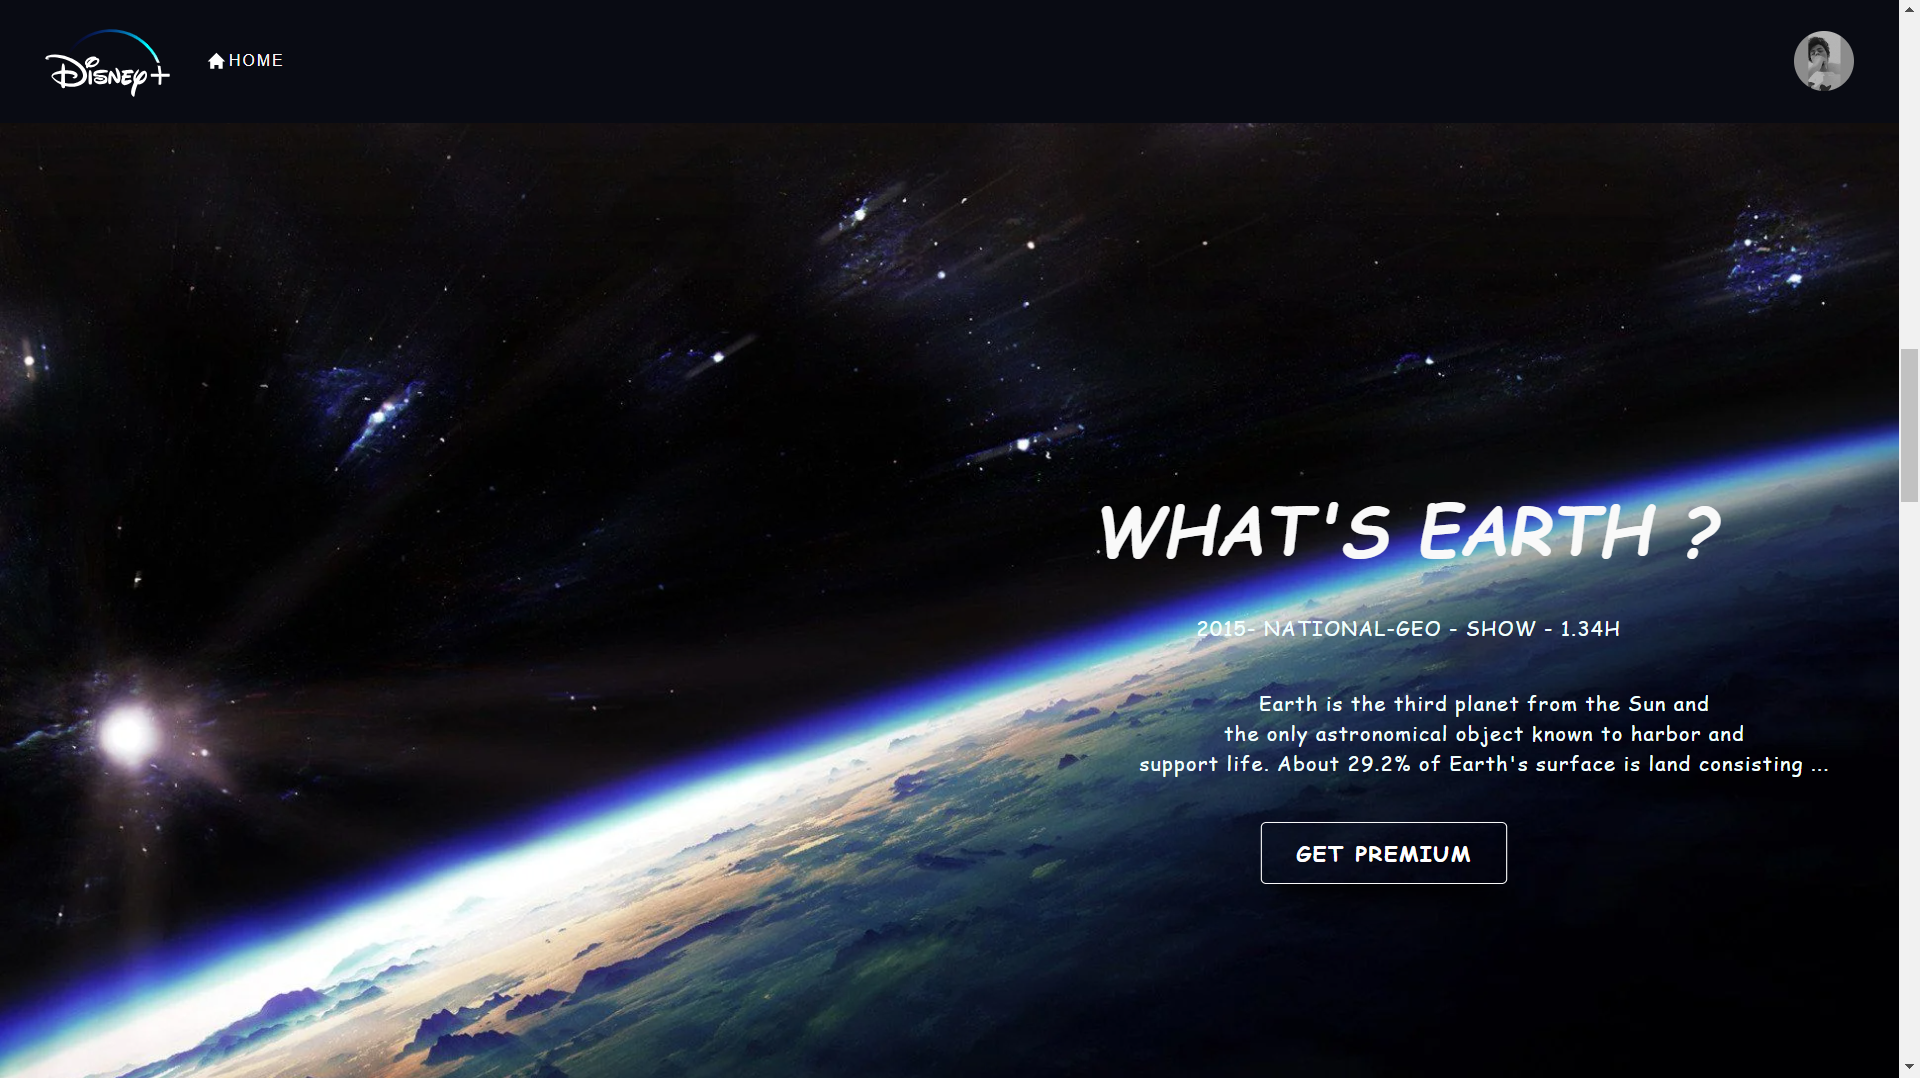 Disney+
HOME
WHAT'S EARTH ?
2015- NATIONAL-GEO - SHOW - 1.34H
Earth is the third planet from the Sun and
the only astronomical object known to harbor and
support life. About 29.2% of Earth's surface is land consisting ...
GET PREMIUM